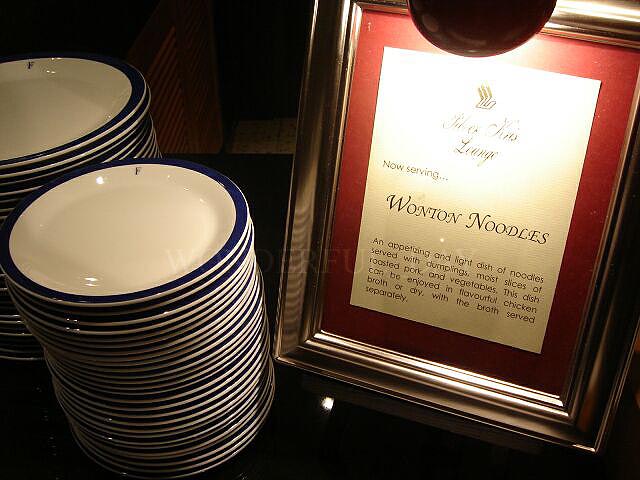 F
F
Lounge
Now serving...
WONTON NOODLES
An appetizing and light dish of noodles
served with dumplings, moist slices of
roasted pork, and vegetables. This dish
can be enjoyed in flavourful chicken
broth or dry, with the broth served
separately.